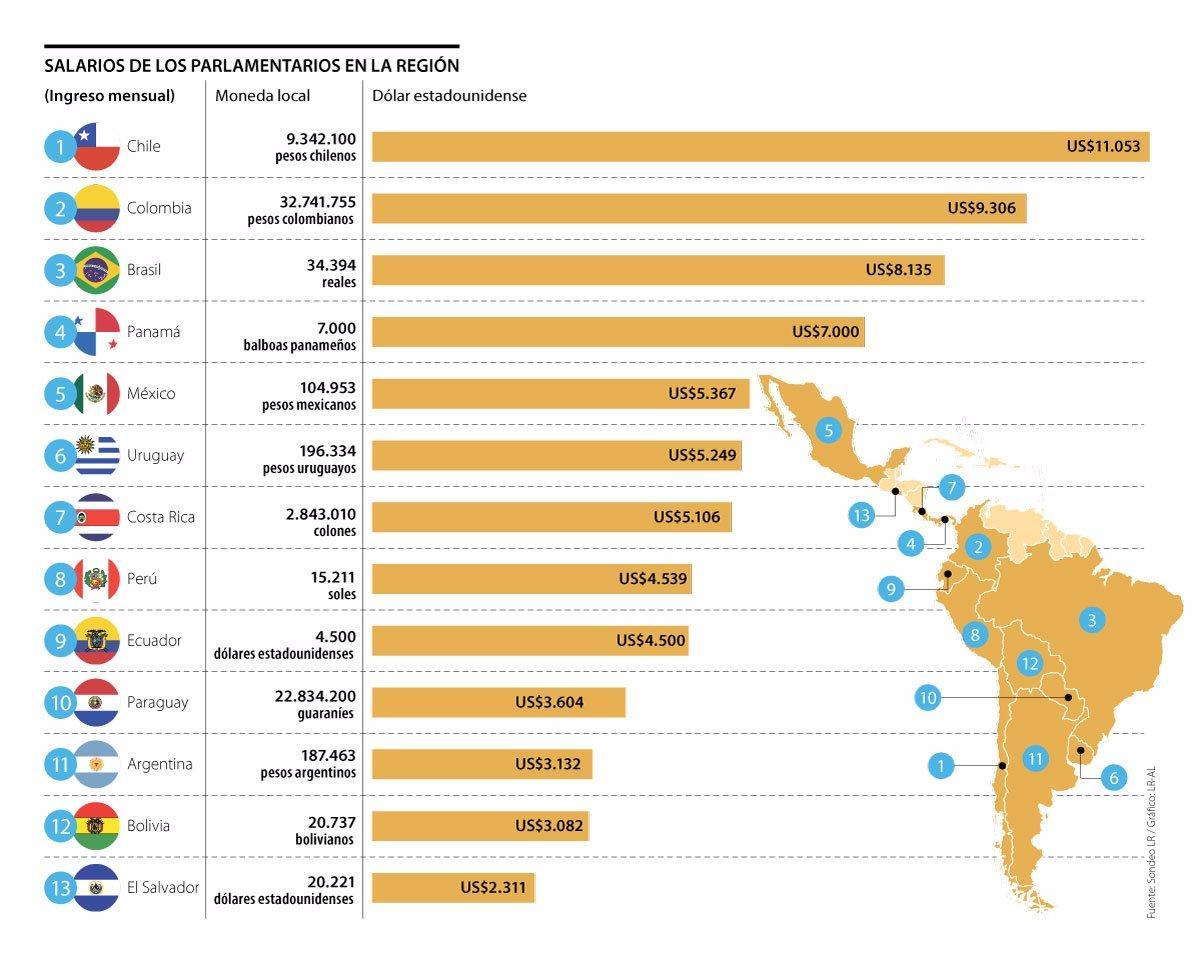 SALARIOS DE LOS PARLAMENTARIOS EN LA REGIÓN
(Ingreso mensual) Moneda local Dólar estadounidense
1 Chile 9.342.100 US$11.053
pesos chilenos
2 Colombia 32.741.755 US$9.306
pesos colombianos
3 Brasil 34.394 US$8.135
reales
4 Panamá 7.000 US$7.000
balboas panameños
5 México 104.953 US$5.367
pesos mexicanos
6 Uruguay 196.334 US$5.249
pesos uruguayos
7 Costa Rica 2.843.010 US$5.106
colones
8 Perú 15.211 US$4.539
soles
9 Ecuador 4.500 US$4.500
dólares estadounidenses
10 Paraguay 22.834.200 US$3.604
guaraníes
11 Argentina 187.463 US$3.132
pesos argentinos
12 Bolivia 20.737 US$3.082
bolivianos
13 El Salvador 20.221 US$2.311
dólares estadounidenses
5
7
13
4
2
9
3
8
12
10
11
1
6
Fuente: Sondeo LR / Gráfico: LR-AL